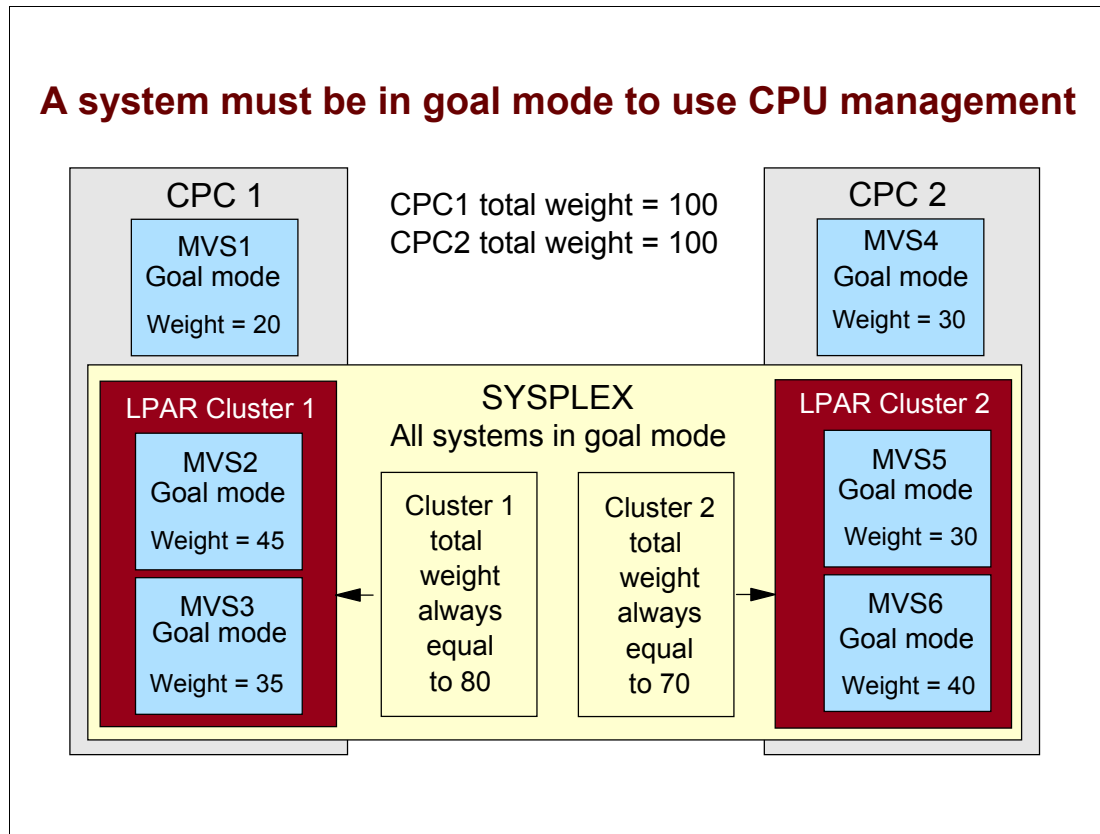 A system must be in goal mode to use CPU management
CPC 1
MVS1
Goal mode
Weight = 20
CPC1 total weight = 100
CPC2 total weight = 100
CPC 2
MVS4
Goal mode
Weight = 30
SYSPLEX
All systems in goal mode
LPAR Cluster 1
MVS2
Goal mode
Weight = 45
MVS3
Goal mode
Weight = 35
Cluster 1
total
weight
always
equal
to 80
Cluster 2
total
weight
always
equal
to 70
LPAR Cluster 2
MVS5
Goal mode
Weight = 30
MVS6
Goal mode
Weight = 40